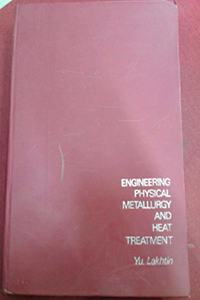 ENGINEERING
PHYSICAL
METALLURGY
AND
HEAT
TREATMENT
Yu. Lakhtin